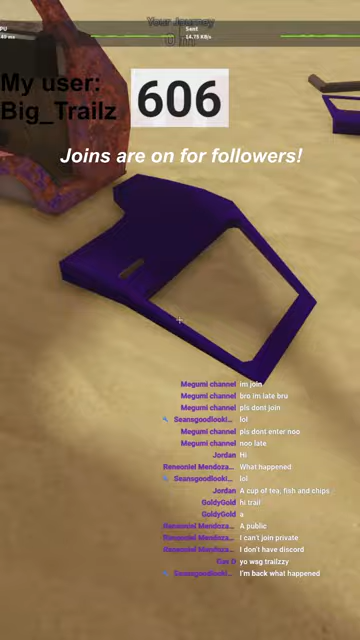 Your Journey
Sent
14.75 KB/s
My user:
Big_Trailz
606
Joins are on for followers!
Megumi channel im join
Megumi channel bro im late bru
Megumi channel pls dont join
Seansgoodlooki... lol
Megumi channel pls dont enter noo
Megumi channel noo late
Jordan Hi
Reneoniel Mendoza... What happened
Seansgoodlooki... lol
Jordan A cup of tea, fish and chips
GoldyGold hi trail
GoldyGold a
Reneoniel Mendoza... A public
Reneoniel Mendoza... I can't join private
Reneoniel Mendoza... I don't have discord
yo wsg trailzzy
Seansgoodlooki... I'm back what happened